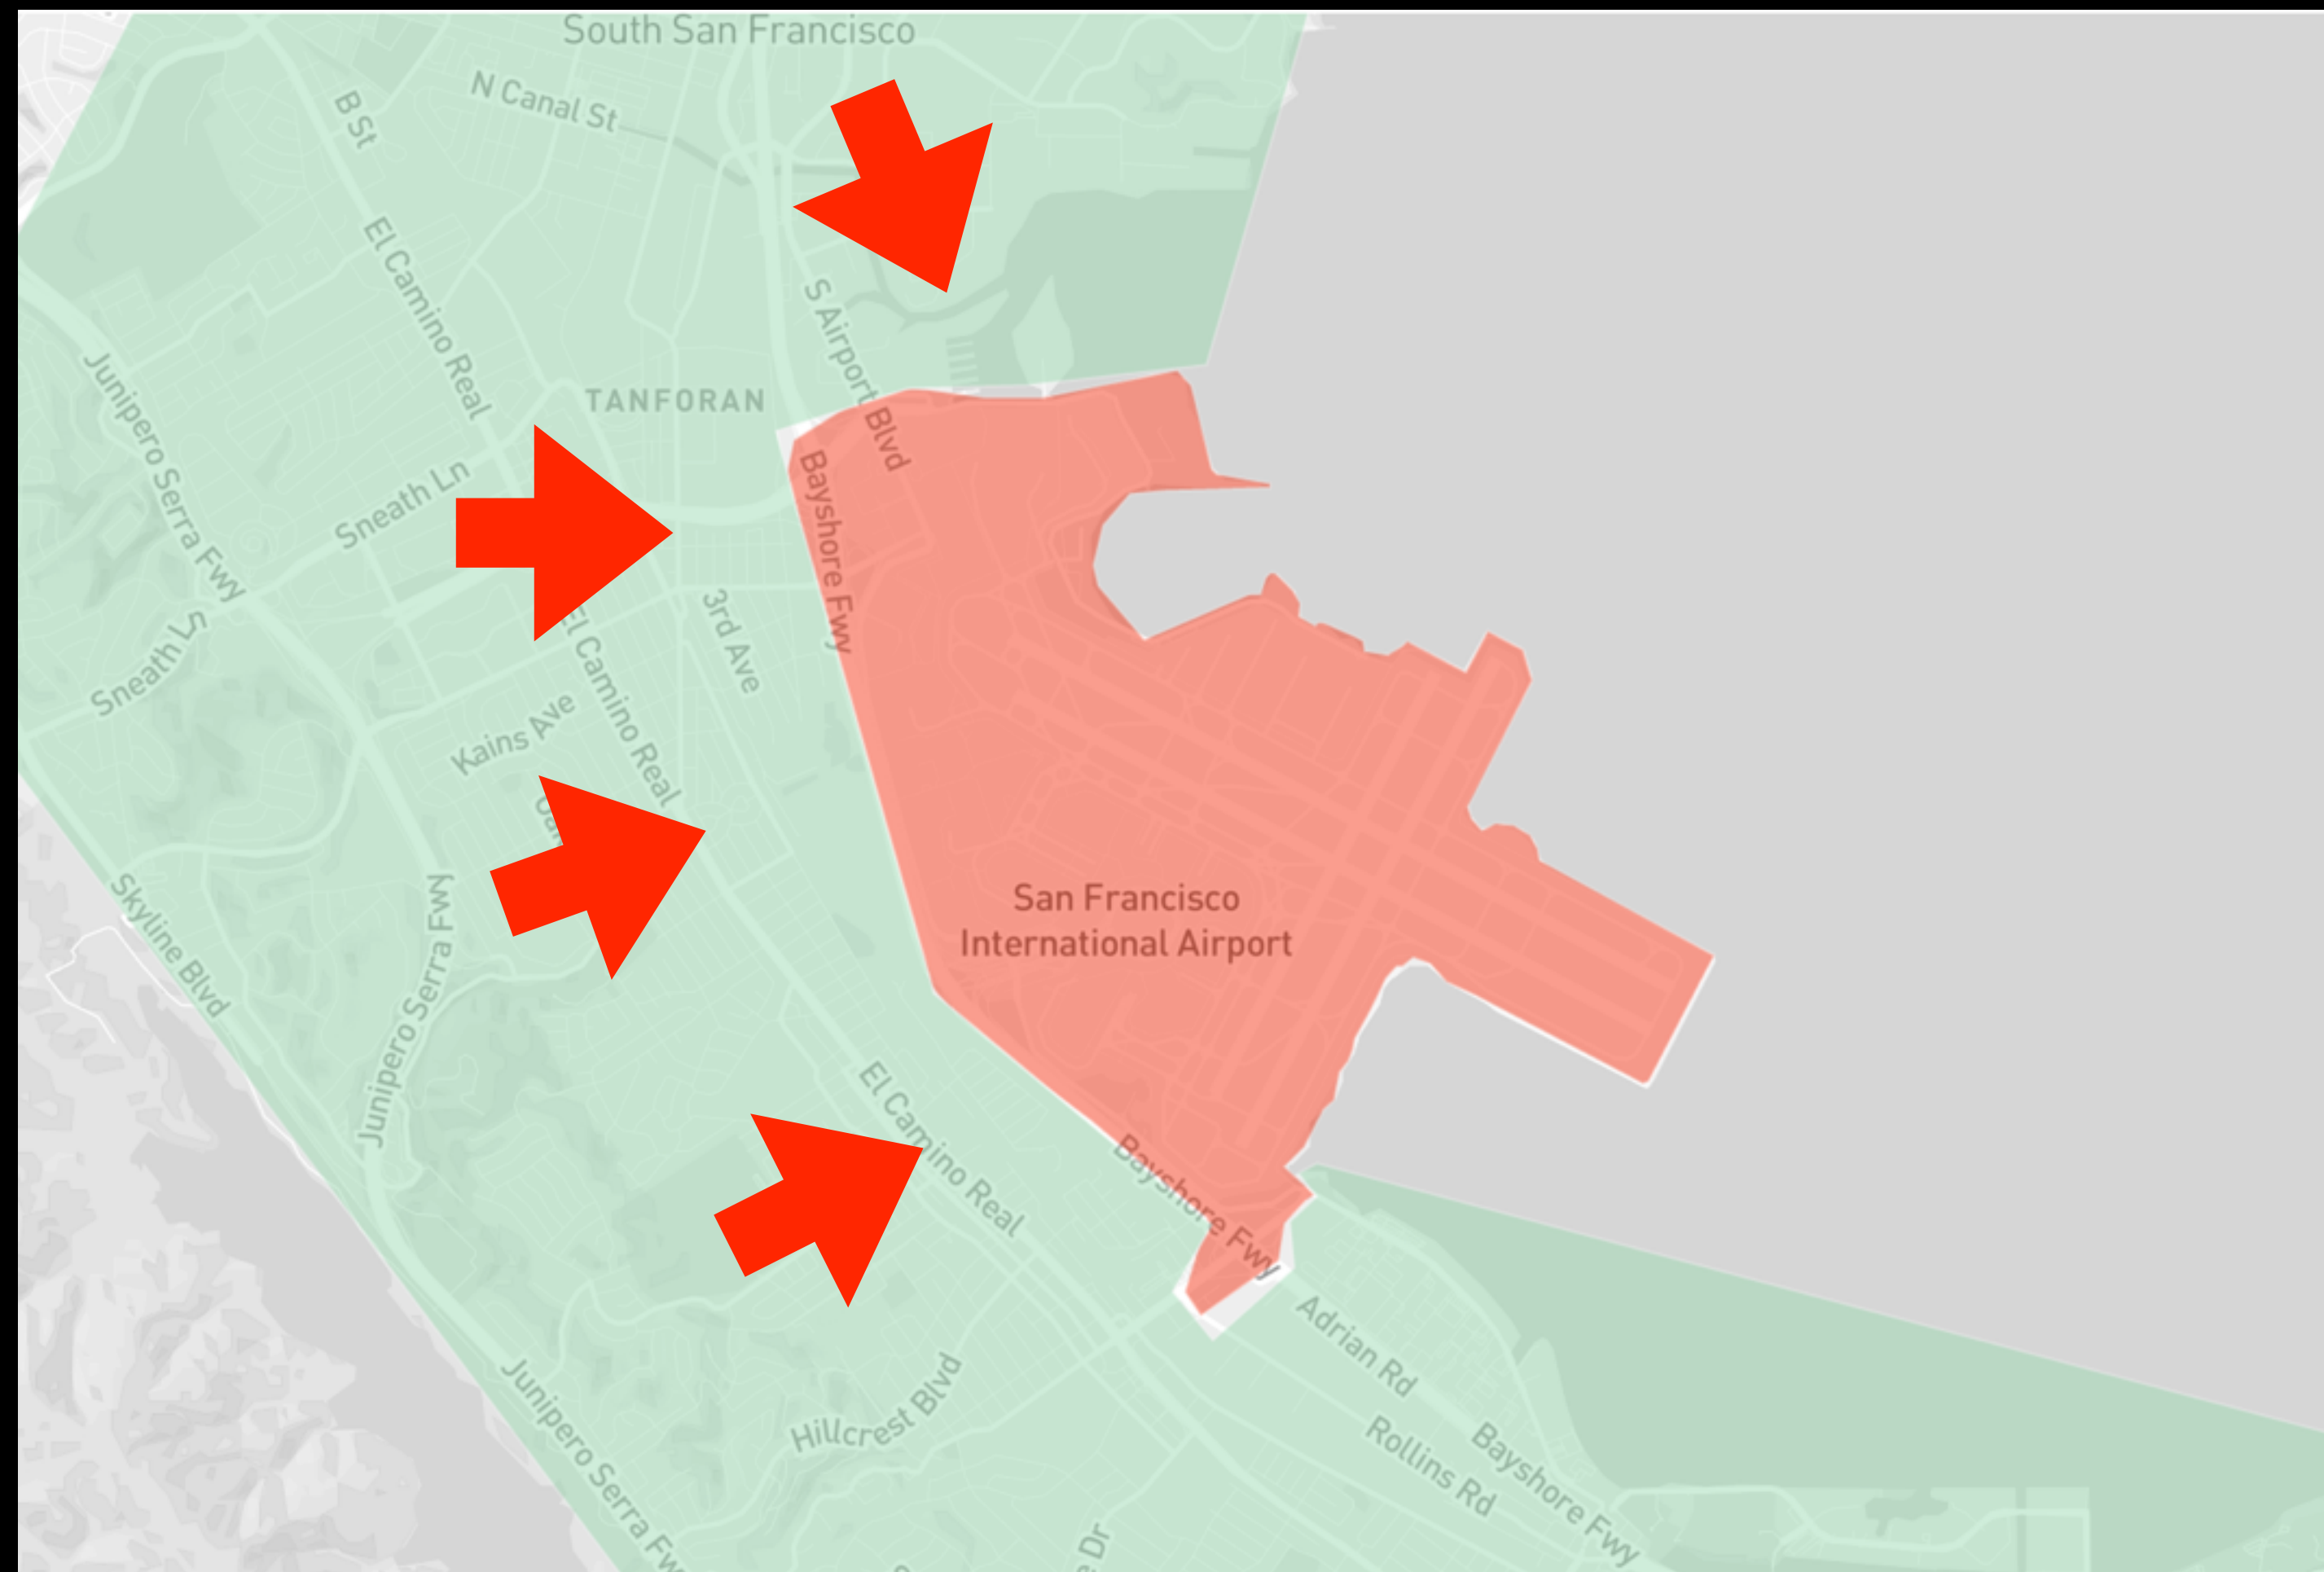 South San Francisco
N Canal St
B St
El Camino Real
S Airport Blvd
TANFORAN
Junipero Serra Fwy
Sneath Ln
Bayshore Fwy
3rd Ave
Sneath Ln
El Camino Real
Kains Ave
Skyline Blvd
Junipero Serra Fwy
San Francisco
International Airport
El Camino Real
Bayshore Fwy
Adrian Rd
Hillcrest Blvd
Junipero Serra Fwy
Rollins Rd
Bayshore Fwy
Dr